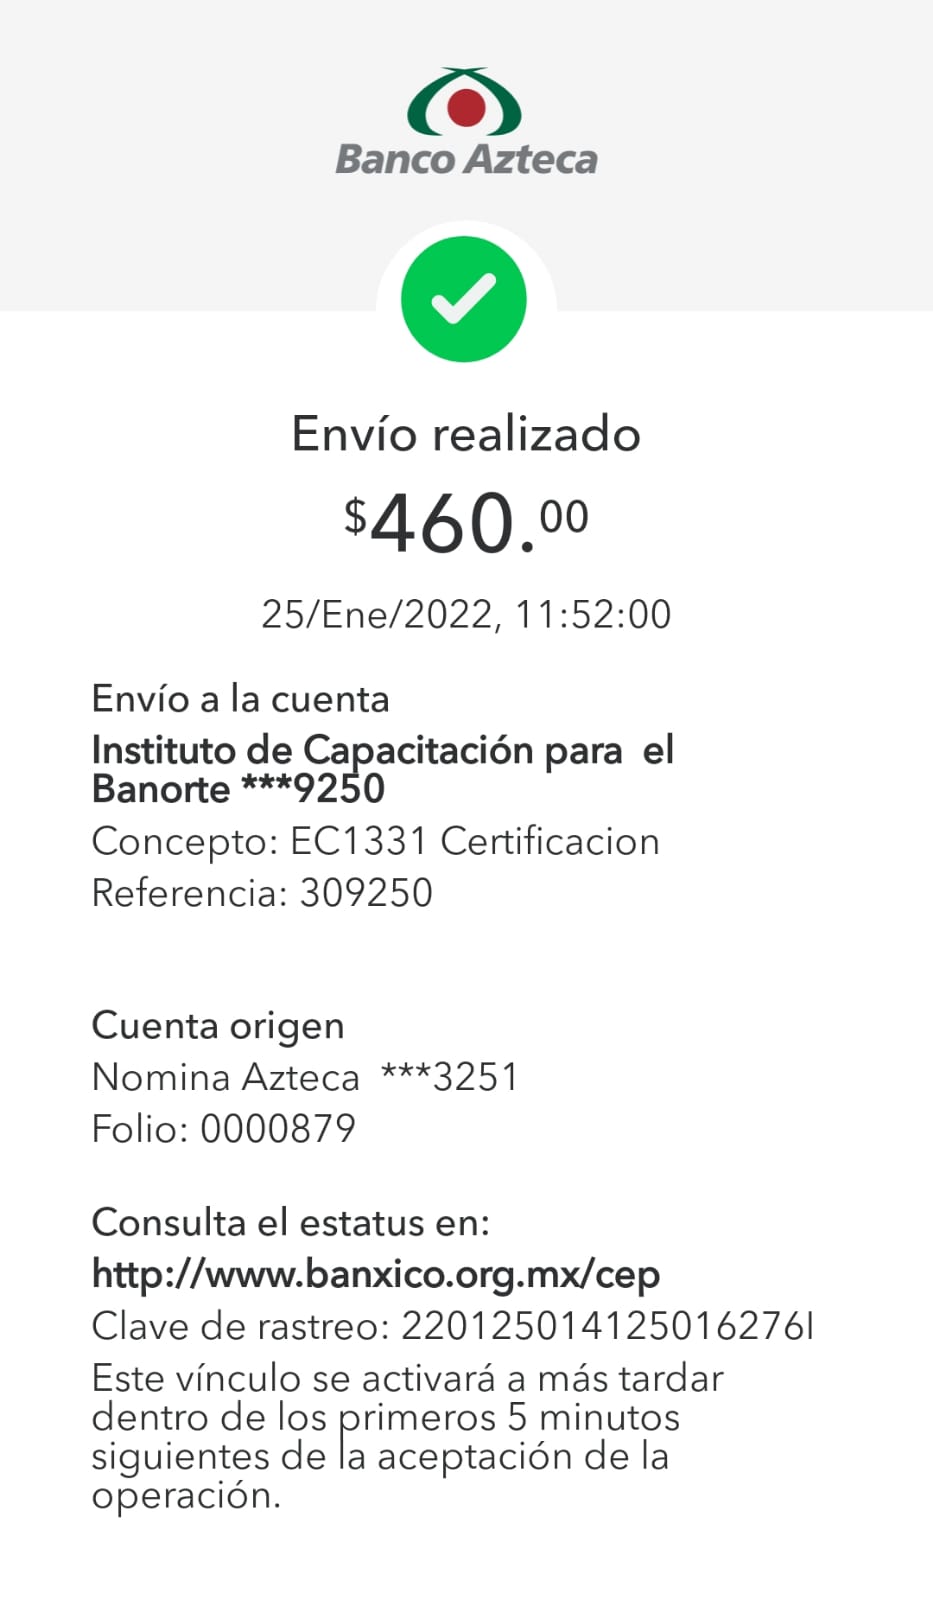 Banco Azteca
Envío realizado
$460.00
25/Ene/2022, 11:52:00
Envío a la cuenta
Instituto de Capacitación para  el
Banorte ***9250
Concepto: EC1331 Certificacion
Referencia: 309250
Cuenta origen
Nomina Azteca  ***3251
Folio: 0000879
Consulta el estatus en:
http://www.banxico.org.mx/cep
Clave de rastreo: 220125014125016276I
Este vínculo se activará a más tardar
dentro de los primeros 5 minutos
siguientes de la aceptación de la
operación.